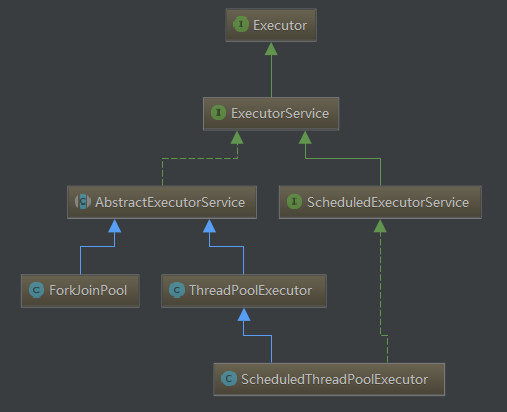 I Executor
I ExecutorService
C AbstractExecutorService
I ScheduledExecutorService
C ForkJoinPool
C ThreadPoolExecutor
C ScheduledThreadPoolExecutor